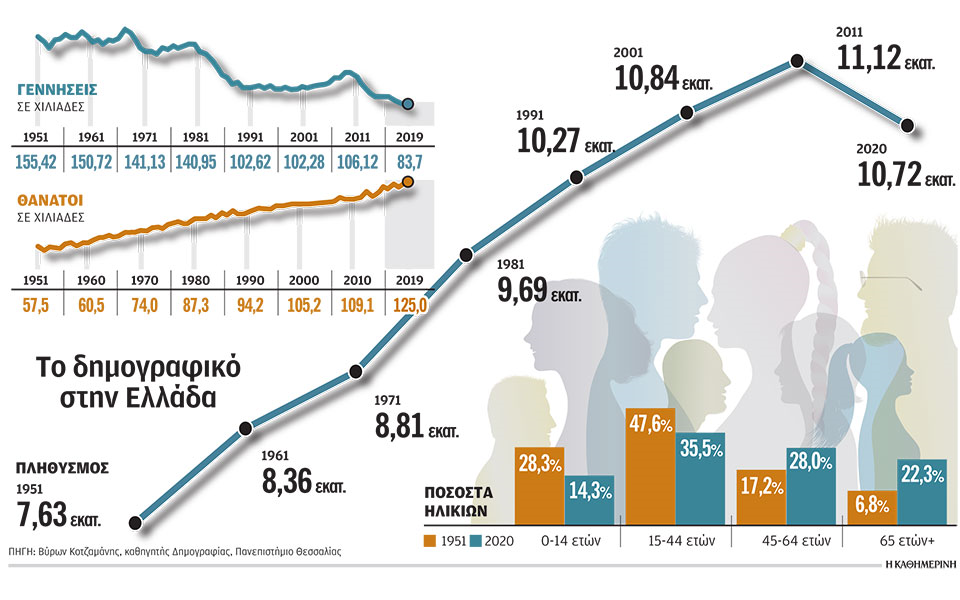 ΓΕΝΝΗΣΕΙΣ
ΣΕ ΧΙΛΙΑΔΕΣ
1951 1961 1971 1981 1991 2001 2011 2019
155,42 150,72 141,13 140,95 102,62 102,28 106,12 83,7
ΘΑΝΑΤΟΙ
ΣΕ ΧΙΛΙΑΔΕΣ
1951 1960 1970 1980 1990 2000 2010 2019
57,5 60,5 74,0 87,3 94,2 105,2 109,1 125,0
Το δημογραφικό
στην Ελλάδα
ΠΛΗΘΥΣΜΟΣ
1951
7,63 εκατ.
1961
8,36 εκατ.
1971
8,81 εκατ.
1981
9,69 εκατ.
1991
10,27 εκατ.
2001
10,84 εκατ.
2011
11,12 εκατ.
2020
10,72 εκατ.
ΠΟΣΟΣΤΑ
ΗΛΙΚΙΩΝ
1951 2020
28,3% 14,3%
47,6% 35,5%
17,2% 28,0%
6,8% 22,3%
0-14 ετών 15-44 ετών 45-64 ετών 65 ετών+
ΠΗΓΗ: Βύρων Κοτζαμάνης, καθηγητής Δημογραφίας, Πανεπιστήμιο Θεσσαλίας
Η ΚΑΘΗΜΕΡΙΝΗ